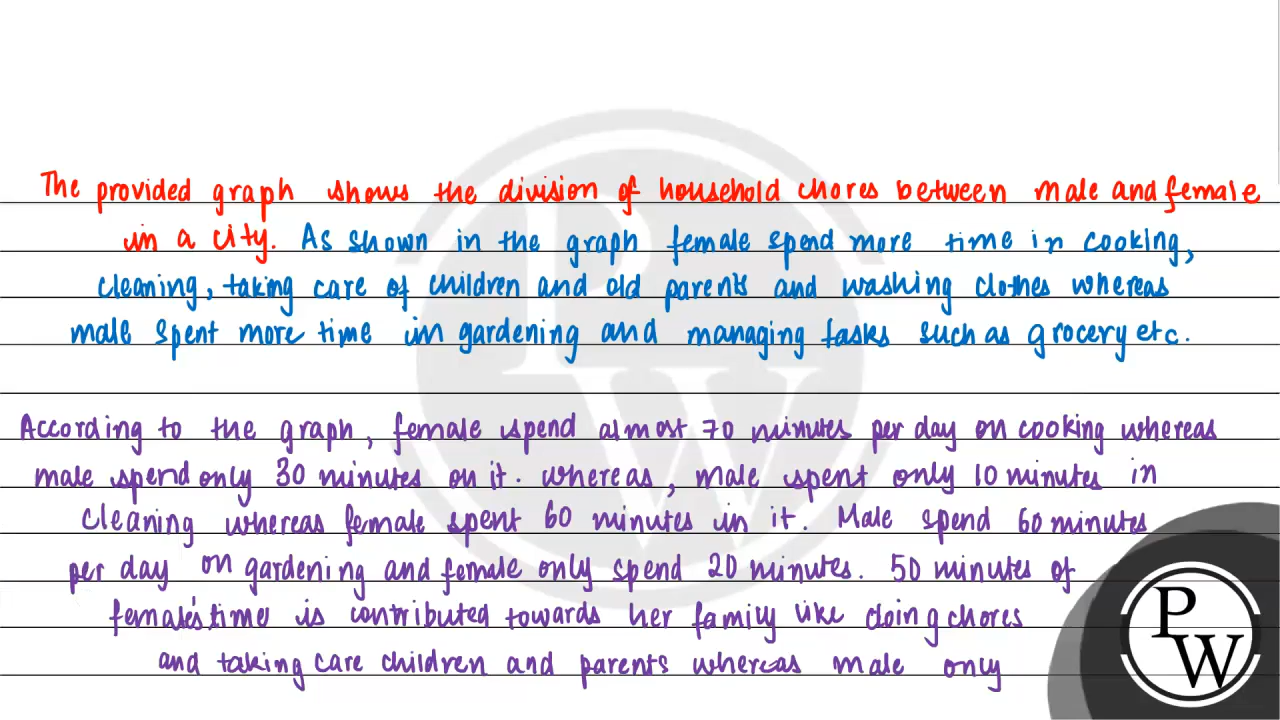 The provided graph shows the division of household chores between male and female
in a city. As shown in the graph female spend more time in cooking,
cleaning, taking care of children and old parents and washing clothes whereas
male spent more time in gardening and managing tasks such as grocery etc.
According to the graph, female spend almost 70 minutes per day on cooking whereas
male spend only 30 minutes on it. Whereas, male spent only 10 minutes in
cleaning whereas female spent 60 minutes in it. Male spend 60 minutes
per day on gardening and female only spend 20 minutes. 50 minutes of
female's time is contributed towards her family like doing chores
and taking care children and parents whereas male only
P
W
P
W